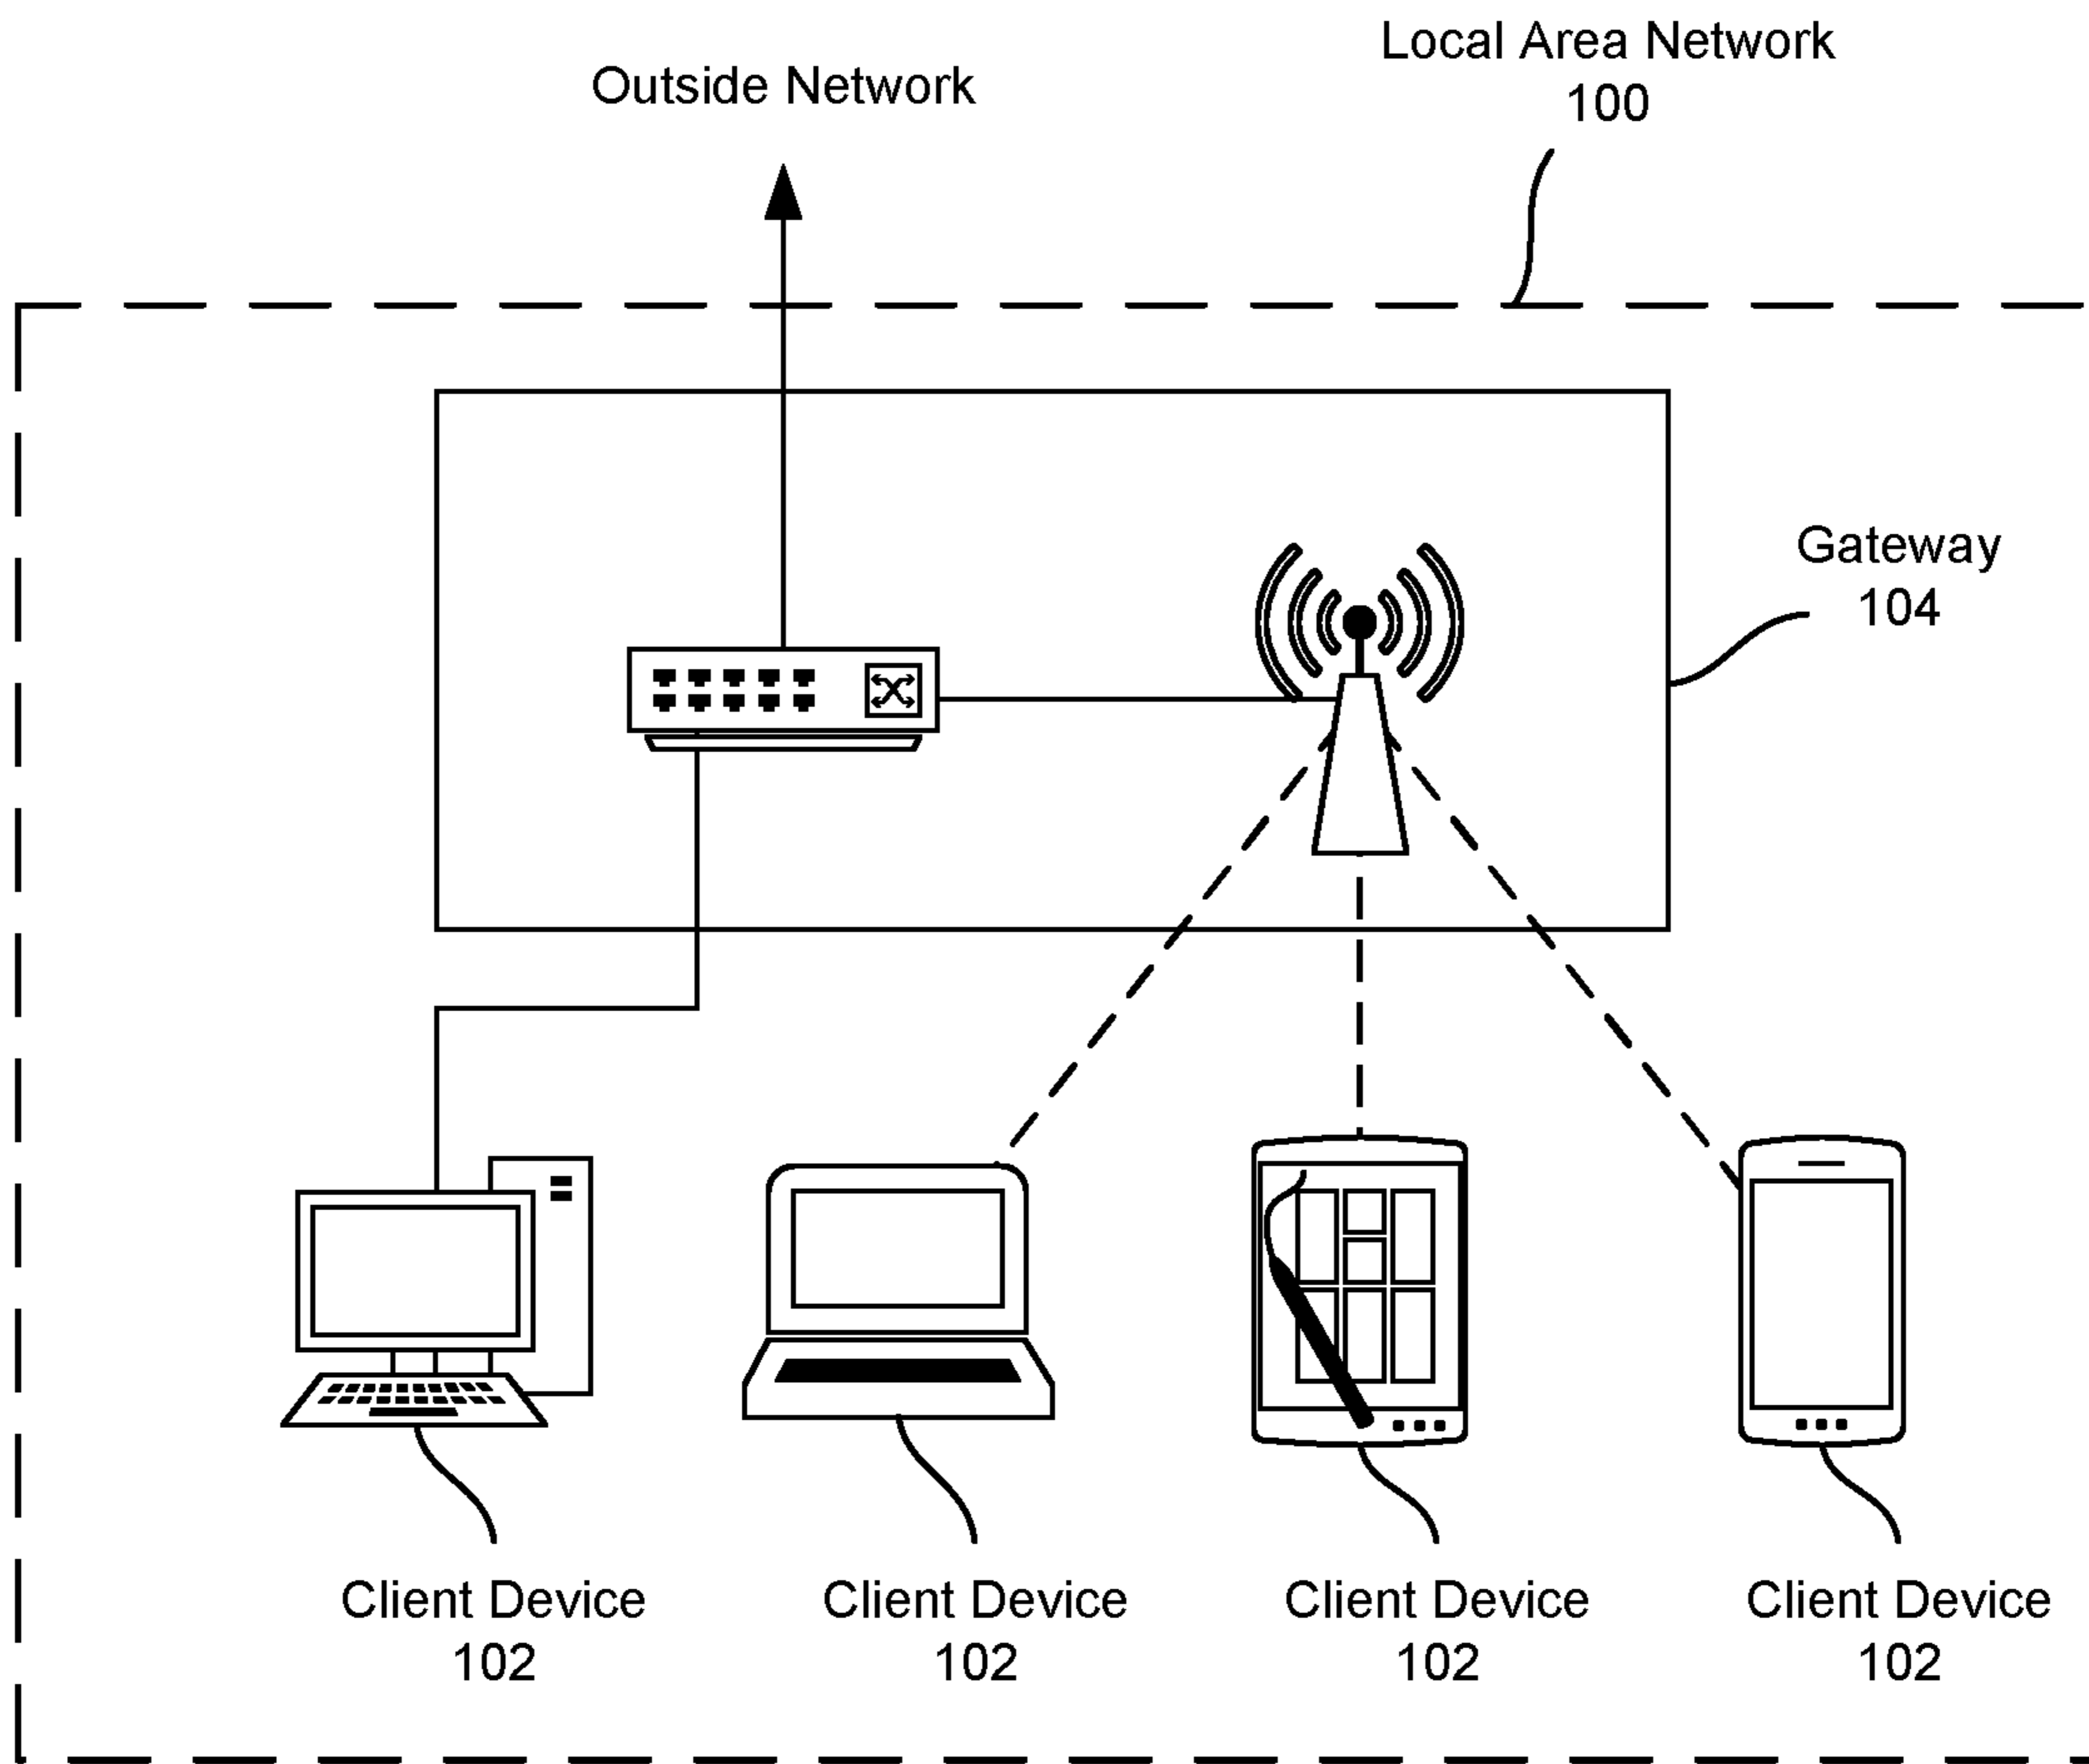 Local Area Network
100
Outside Network
Gateway
104
Client Device
102
Client Device
102
Client Device
102
Client Device
102